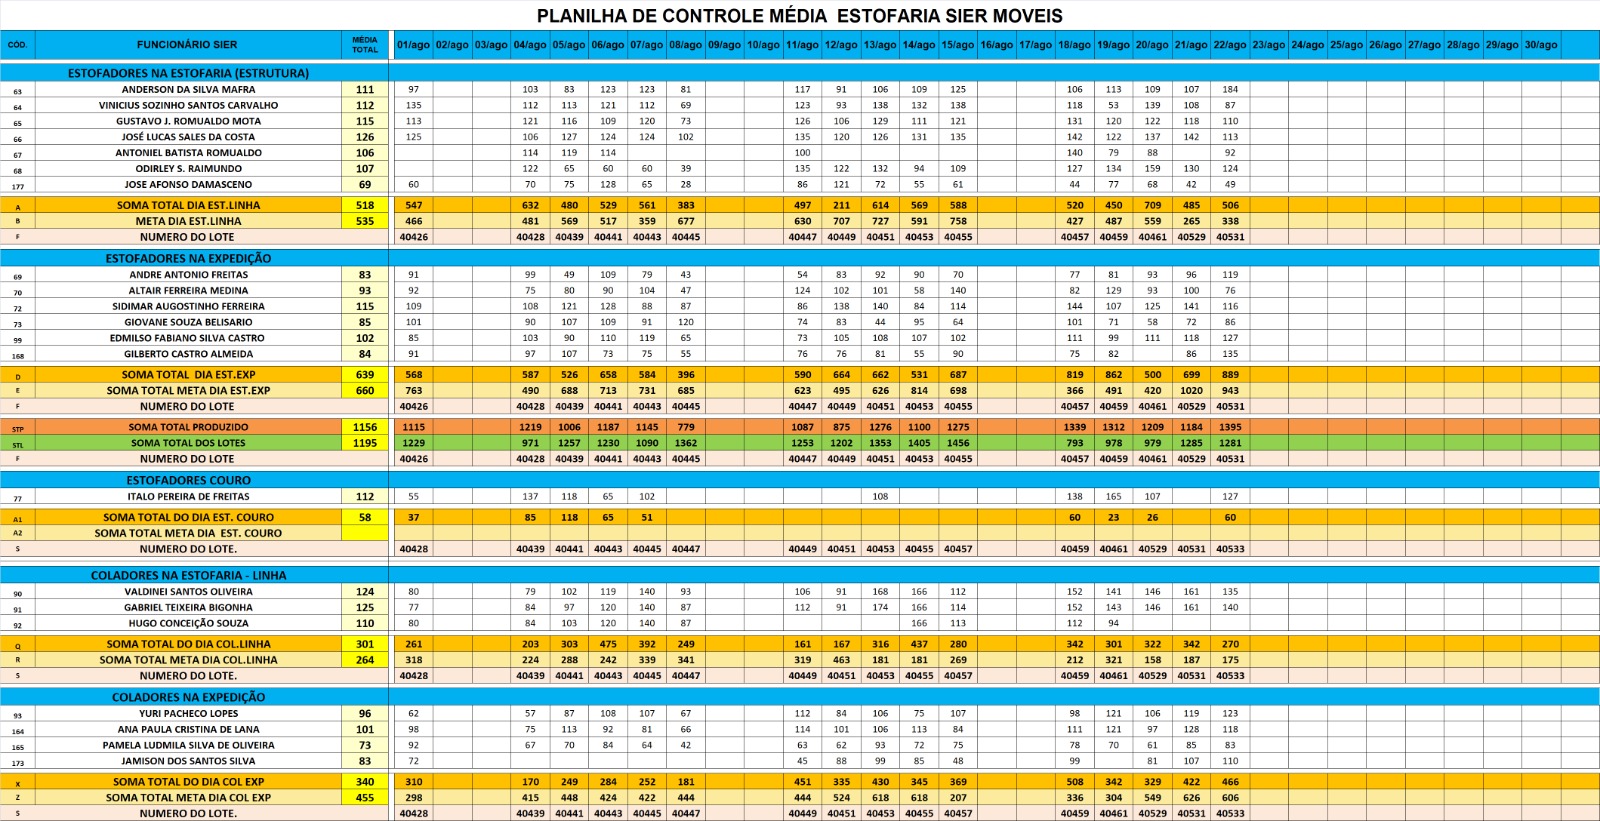 PLANILHA DE CONTROLE MÉDIA ESTOFARIA SIER MOVEIS
CÓD. FUNCIONÁRIO SIER MÉDIA TOTAL 01/ago 02/ago 03/ago 04/ago 05/ago 06/ago 07/ago 08/ago 09/ago 10/ago 11/ago 12/ago 13/ago 14/ago 15/ago 16/ago 17/ago 18/ago 19/ago 20/ago 21/ago 22/ago 23/ago 24/ago 25/ago 26/ago 27/ago 28/ago 29/ago 30/ago
ESTOFADORES NA ESTOFARIA (ESTRUTURA)
63 ANDERSON DA SILVA MAFRA 111 97 103 83 123 123 81 117 91 106 109 125 106 113 109 107 184
64 VINICIUS SOZINHO SANTOS CARVALHO 112 135 112 113 121 112 69 123 93 138 132 138 118 53 139 108 87
65 GUSTAVO J. ROMUALDO MOTA 115 113 121 116 109 120 73 126 106 129 111 121 131 120 122 118 110
66 JOSÉ LUCAS SALES DA COSTA 126 125 106 127 124 124 102 135 120 126 131 135 142 122 137 142 113
67 ANTONIEL BATISTA ROMUALDO 106 114 119 114 100 140 79 88 92
68 ODIRLEY S. RAIMUNDO 107 122 65 60 60 39 135 122 132 94 109 127 134 159 130 124
177 JOSE AFONSO DAMASCENO 69 60 70 75 128 65 28 86 121 72 55 61 44 77 68 42 49
A SOMA TOTAL DIA EST.LINHA 518 547 632 480 529 561 383 497 211 614 569 588 520 450 709 485 506
B META DIA EST.LINHA 535 466 481 569 517 359 677 630 707 727 591 758 427 487 559 265 338
F NUMERO DO LOTE 40426 40428 40439 40441 40443 40445 40447 40449 40451 40453 40455 40457 40459 40461 40529 40531
ESTOFADORES NA EXPEDIÇÃO
69 ANDRE ANTONIO FREITAS 83 91 99 49 109 79 43 54 83 92 90 70 77 81 93 96 119
70 ALTAIR FERREIRA MEDINA 93 92 75 80 90 104 47 124 102 101 58 140 82 129 93 100 76
72 SIDIMAR AUGOSTINHO FERREIRA 115 109 108 121 128 88 87 86 138 140 84 114 144 107 125 141 116
73 GIOVANE SOUZA BELISARIO 85 101 90 107 109 91 120 74 83 44 95 64 101 71 58 72 86
99 EDMILSO FABIANO SILVA CASTRO 102 85 103 90 110 119 65 73 105 108 107 102 111 99 111 118 127
168 GILBERTO CASTRO ALMEIDA 84 91 97 107 73 75 55 76 76 81 55 90 75 82 86 135
D SOMA TOTAL DIA EST.EXP 639 568 587 526 658 584 396 590 664 662 531 687 819 862 500 699 889
E SOMA TOTAL META DIA EST.EXP 660 763 490 688 713 731 685 623 495 626 814 698 366 491 420 1020 943
F NUMERO DO LOTE 40426 40428 40439 40441 40443 40445 40447 40449 40451 40453 40455 40457 40459 40461 40529 40531
STP SOMA TOTAL PRODUZIDO 1156 1115 1219 1006 1187 1145 779 1087 875 1276 1100 1275 1339 1312 1209 1184 1395
STL SOMA TOTAL DOS LOTES 1195 1229 971 1257 1230 1090 1362 1253 1202 1353 1405 1456 793 978 979 1285 1281
F NUMERO DO LOTE 40426 40428 40439 40441 40443 40445 40447 40449 40451 40453 40455 40457 40459 40461 40529 40531
ESTOFADORES COURO
77 ITALO PEREIRA DE FREITAS 112 55 137 118 65 102 108 138 165 107 127
A1 SOMA TOTAL DO DIA EST. COURO 58 37 85 118 65 51 60 23 26 60
A2 SOMA TOTAL META DIA EST. COURO
S NUMERO DO LOTE. 40428 40439 40441 40443 40445 40447 40449 40451 40453 40455 40457 40459 40461 40529 40531 40533
COLADORES NA ESTOFARIA - LINHA
90 VALDINEI SANTOS OLIVEIRA 124 80 79 102 119 140 93 106 91 168 166 112 152 141 146 161 135
91 GABRIEL TEIXEIRA BIGONHA 125 77 84 97 120 140 87 112 91 174 166 114 152 143 146 161 140
92 HUGO CONCEIÇÃO SOUZA 110 80 84 103 120 140 87 166 113 112 94
Q SOMA TOTAL DO DIA COL.LINHA 301 261 203 303 475 392 249 161 167 316 437 280 342 301 322 342 270
R SOMA TOTAL META DIA COL.LINHA 264 318 224 288 242 339 341 319 463 181 181 269 212 321 158 187 175
S NUMERO DO LOTE. 40428 40439 40441 40443 40445 40447 40449 40451 40453 40455 40457 40459 40461 40529 40531 40533
COLADORES NA EXPEDIÇÃO
93 YURI PACHECO LOPES 96 62 57 87 108 107 67 112 84 106 75 107 98 121 106 119 123
164 ANA PAULA CRISTINA DE LANA 101 98 75 113 92 81 66 114 101 106 113 84 111 121 97 128 118
165 PAMELA LUDMILA SILVA DE OLIVEIRA 73 92 67 70 84 64 42 63 62 93 72 75 78 70 61 85 83
173 JAMISON DOS SANTOS SILVA 83 72 45 88 99 85 48 99 81 107 110
X SOMA TOTAL DO DIA COL EXP 340 310 170 249 284 252 181 451 335 430 345 369 508 342 329 422 466
Z SOMA TOTAL META DIA COL EXP 455 298 415 448 424 422 444 444 524 618 618 207 336 304 549 626 606
S NUMERO DO LOTE. 40428 40439 40441 40443 40445 40447 40449 40451 40453 40455 40457 40459 40461 40529 40531 40533